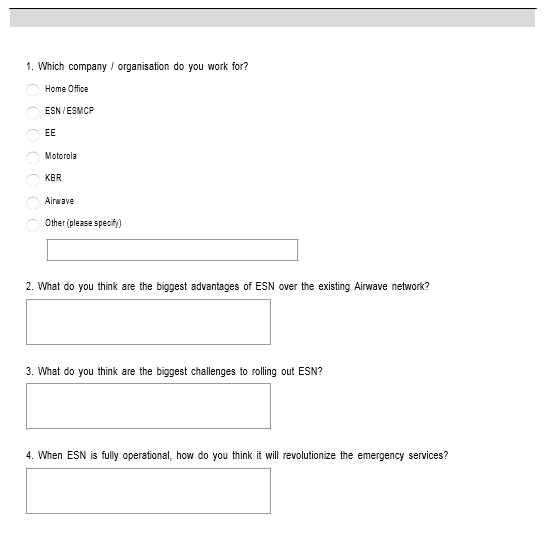 1. Which company / organisation do you work for?
Home Office
ESN / ESMCP
EE
Motorola
KBR
Airwave
Other (please specify)
2. What do you think are the biggest advantages of ESN over the existing Airwave network?
3. What do you think are the biggest challenges to rolling out ESN?
4. When ESN is fully operational, how do you think it will revolutionize the emergency services?